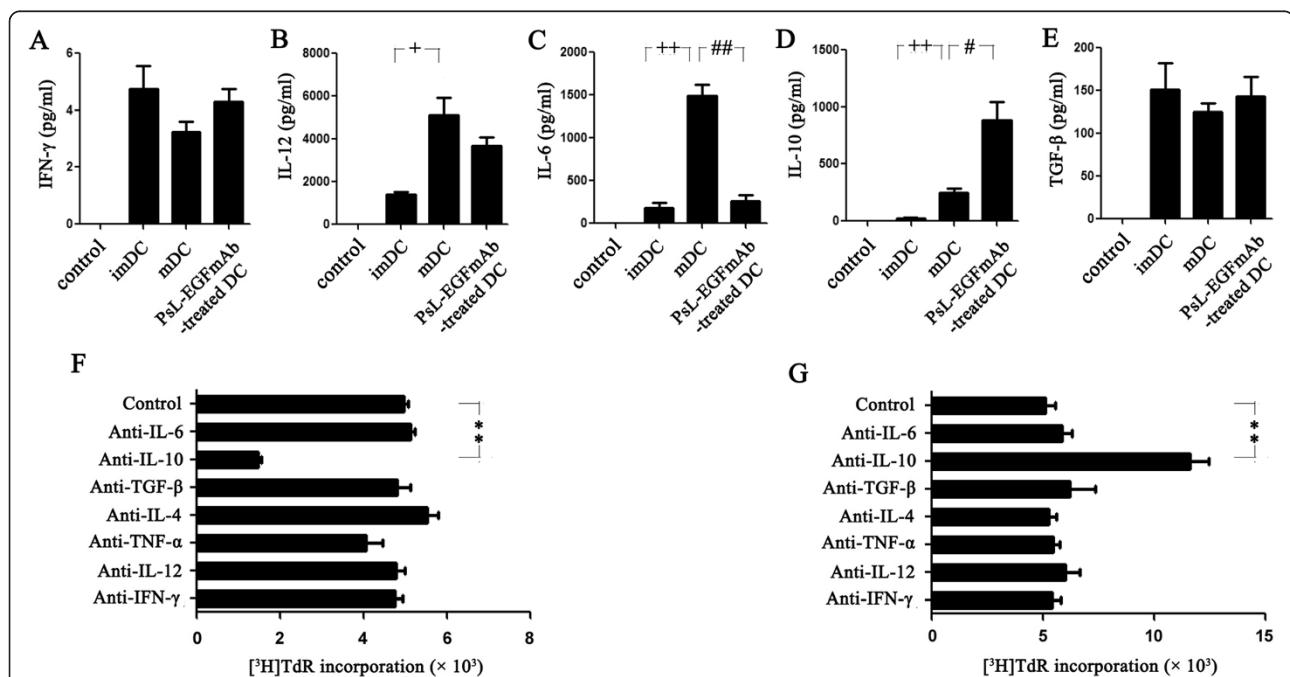 A
IFN-γ (pg/ml)
6
4
2
0
control
imDC
mDC
PsL-EGFmAb
-treated DC
B
IL-12 (pg/ml)
8000
6000
4000
2000
0
+
control
imDC
mDC
PsL-EGFmAb
-treated DC
C
IL-6 (pg/ml)
2000
1500
1000
500
0
++
##
control
imDC
mDC
PsL-EGFmAb
-treated DC
D
IL-10 (pg/ml)
1500
1000
500
0
++
#
control
imDC
mDC
PsL-EGFmAb
-treated DC
E
TGF-β (pg/ml)
200
150
100
50
0
control
imDC
mDC
PsL-EGFmAb
-treated DC
F
Control
Anti-IL-6
Anti-IL-10
Anti-TGF-β
Anti-IL-4
Anti-TNF-α
Anti-IL-12
Anti-IFN-γ
**
0 2 4 6 8
[³H]TdR incorporation (× 10³)
G
Control
Anti-IL-6
Anti-IL-10
Anti-TGF-β
Anti-IL-4
Anti-TNF-α
Anti-IL-12
Anti-IFN-γ
**
0 5 10 15
[³H]TdR incorporation (× 10³)